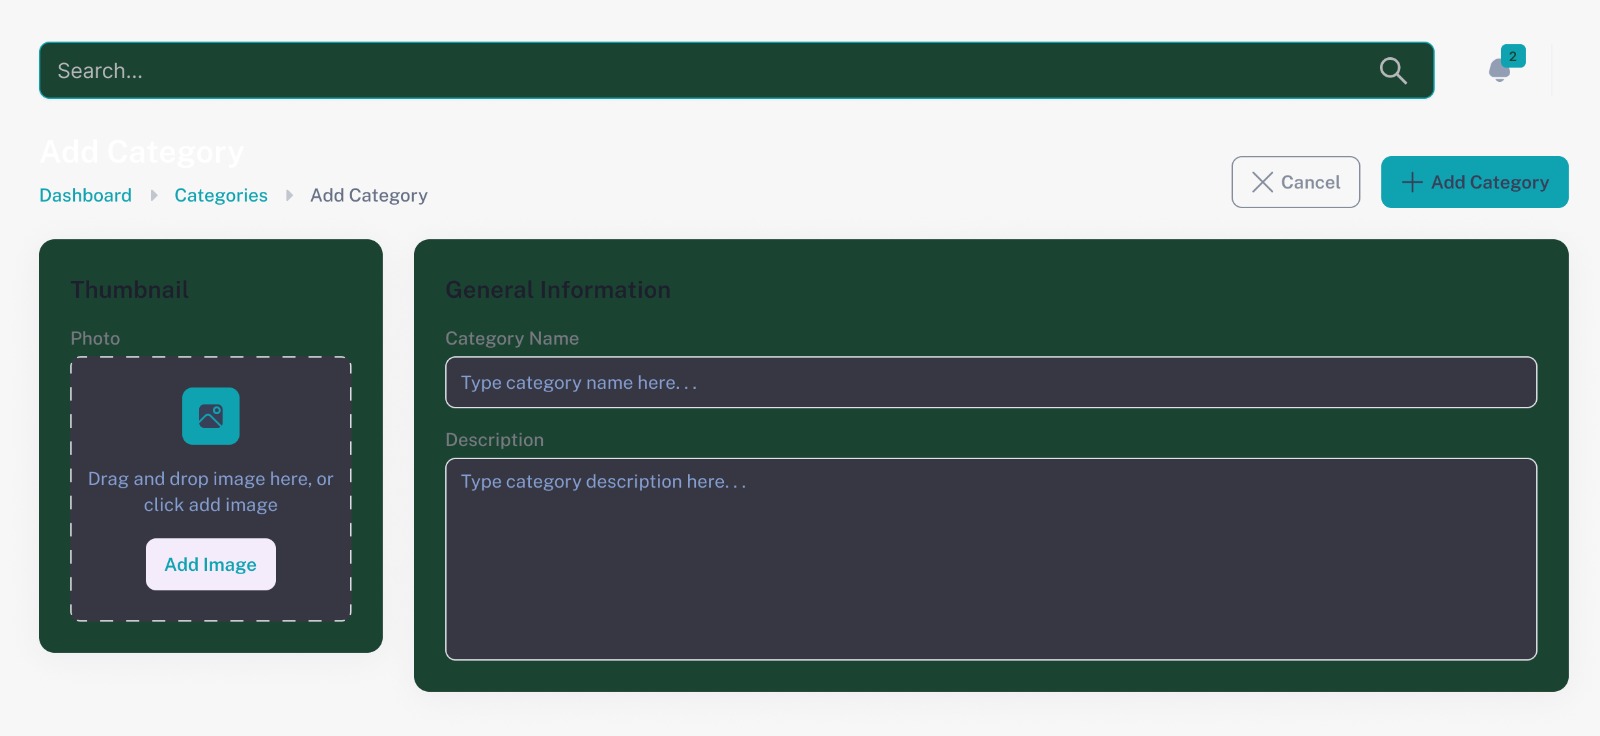 Search...
2
Add Category
Dashboard Categories Add Category
Cancel
Add Category
Thumbnail
Photo
Drag and drop image here, or
click add image
Add Image
General Information
Category Name
Type category name here. . .
Description
Type category description here. . .